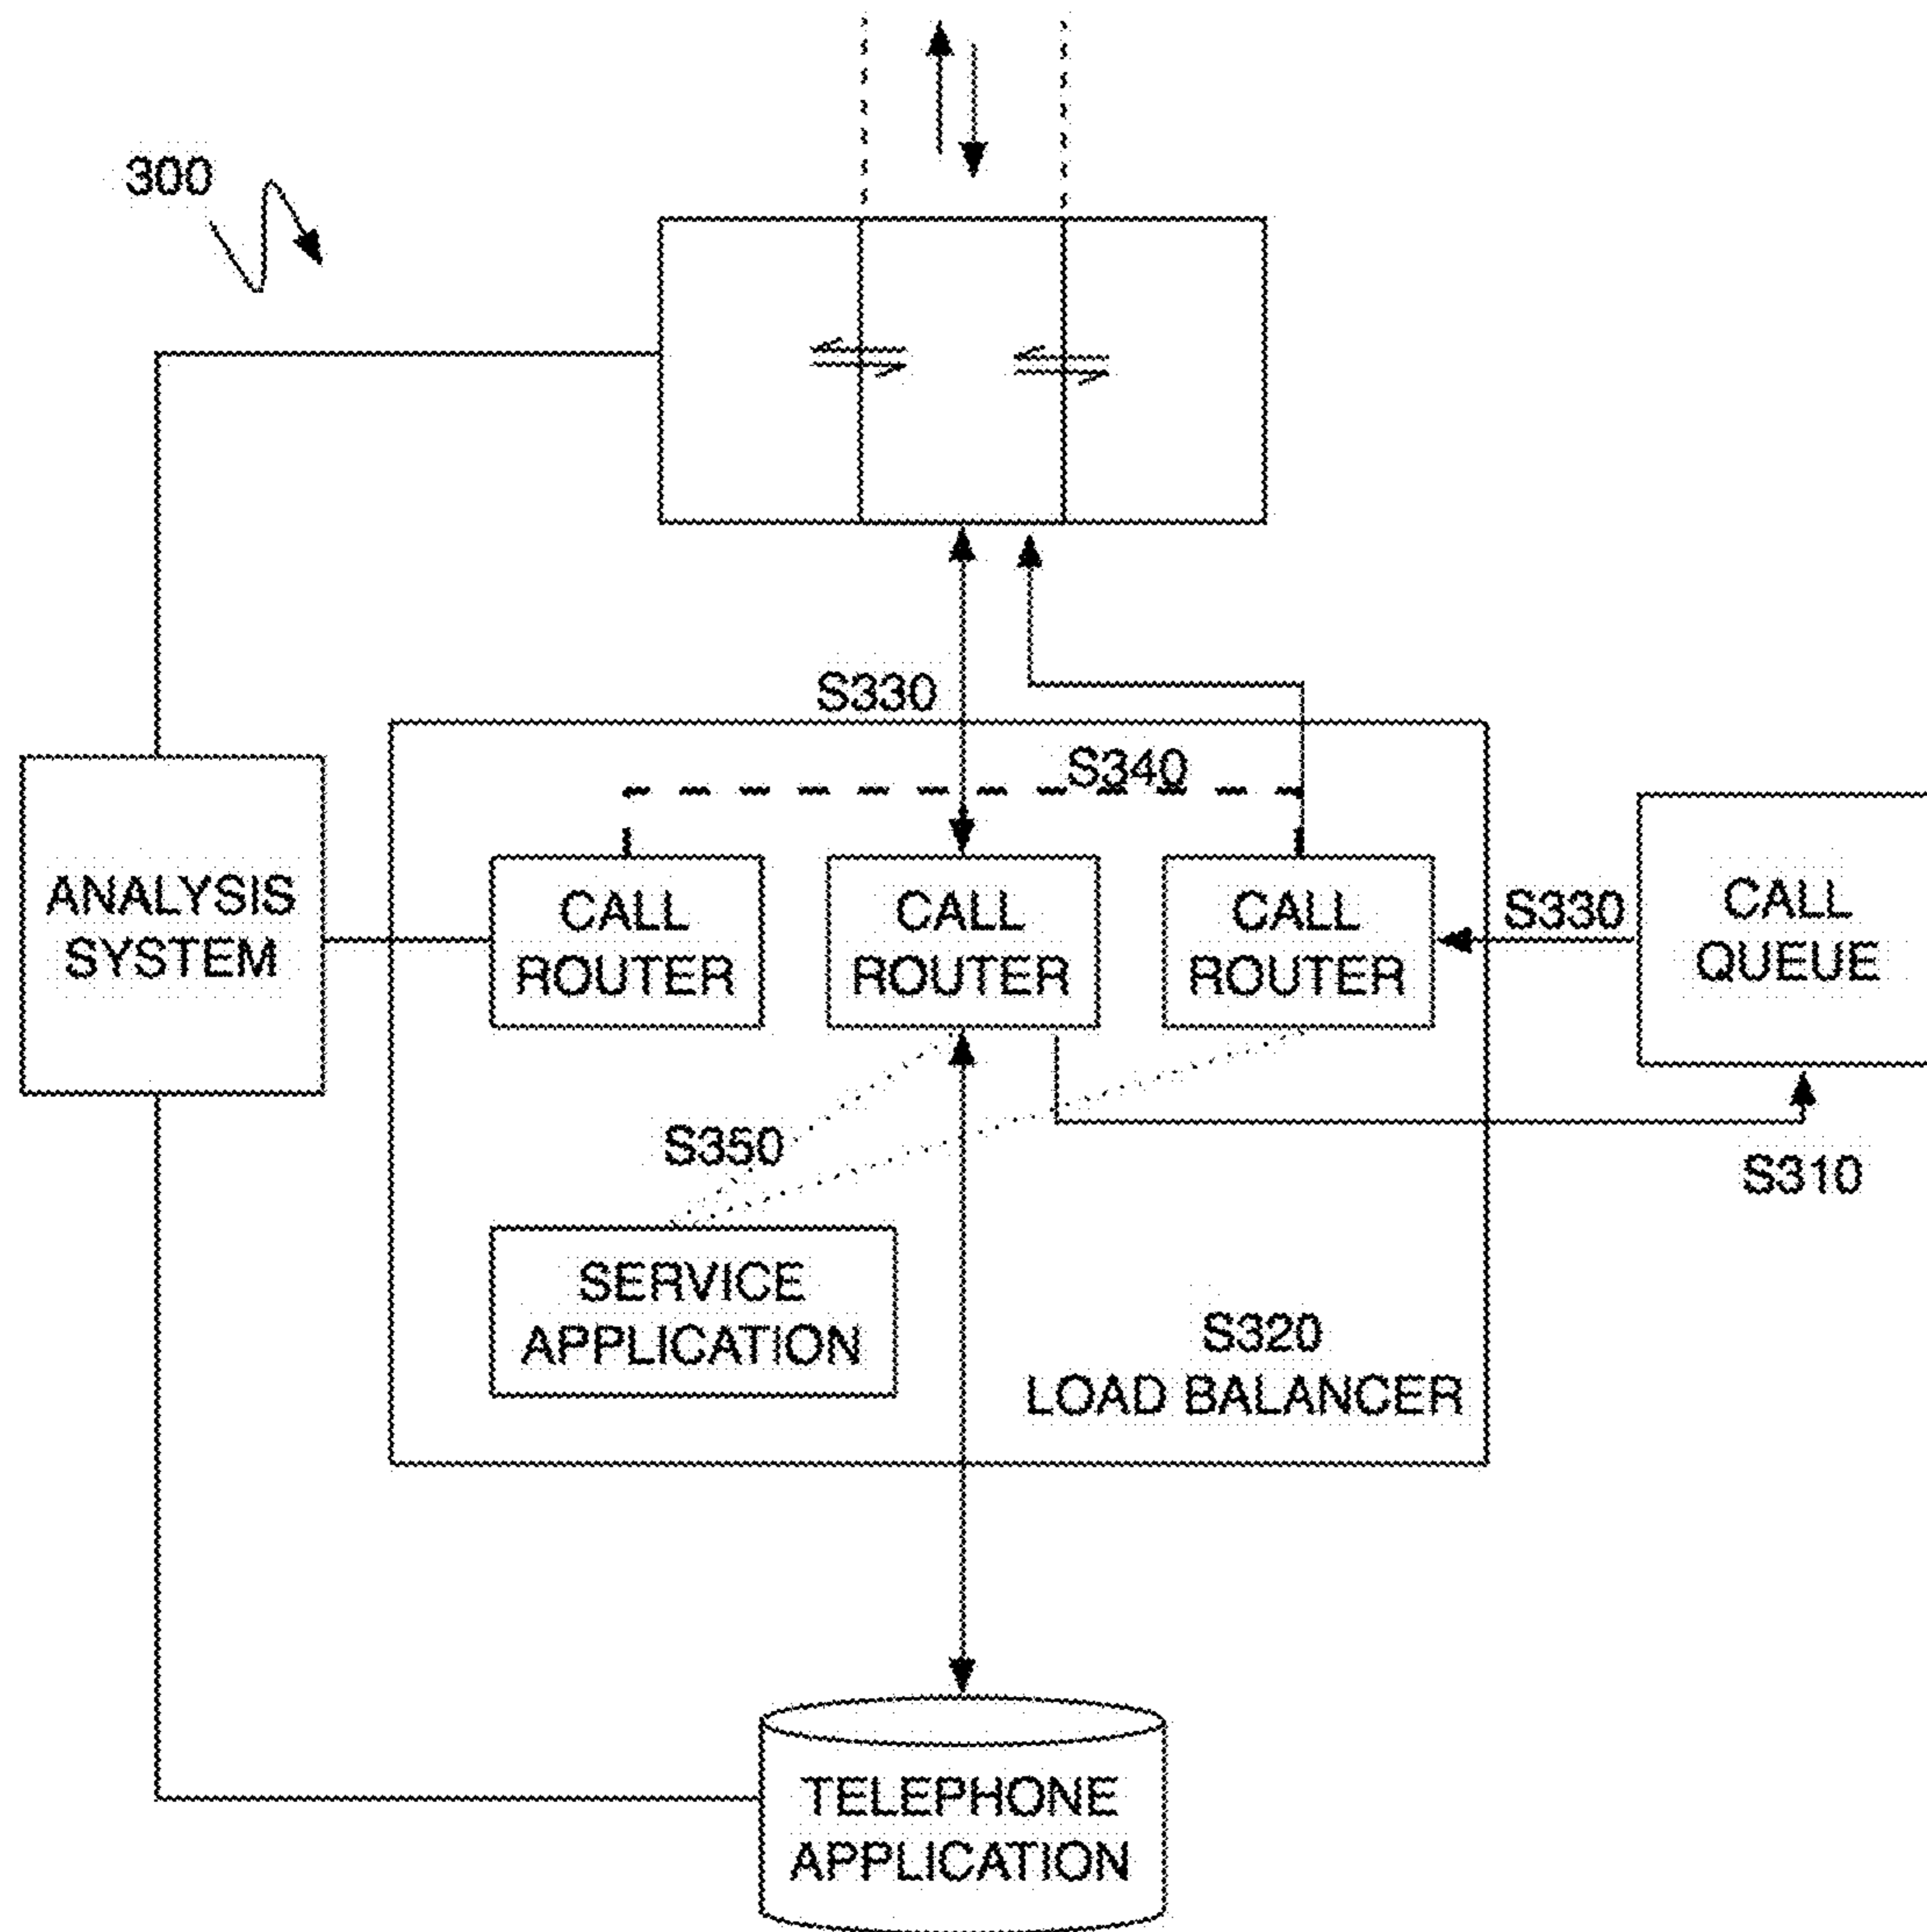 300
S330
S340
ANALYSIS
SYSTEM
CALL
ROUTER
CALL
ROUTER
CALL
ROUTER
S330
CALL
QUEUE
S350
S310
SERVICE
APPLICATION
S320
LOAD BALANCER
TELEPHONE
APPLICATION